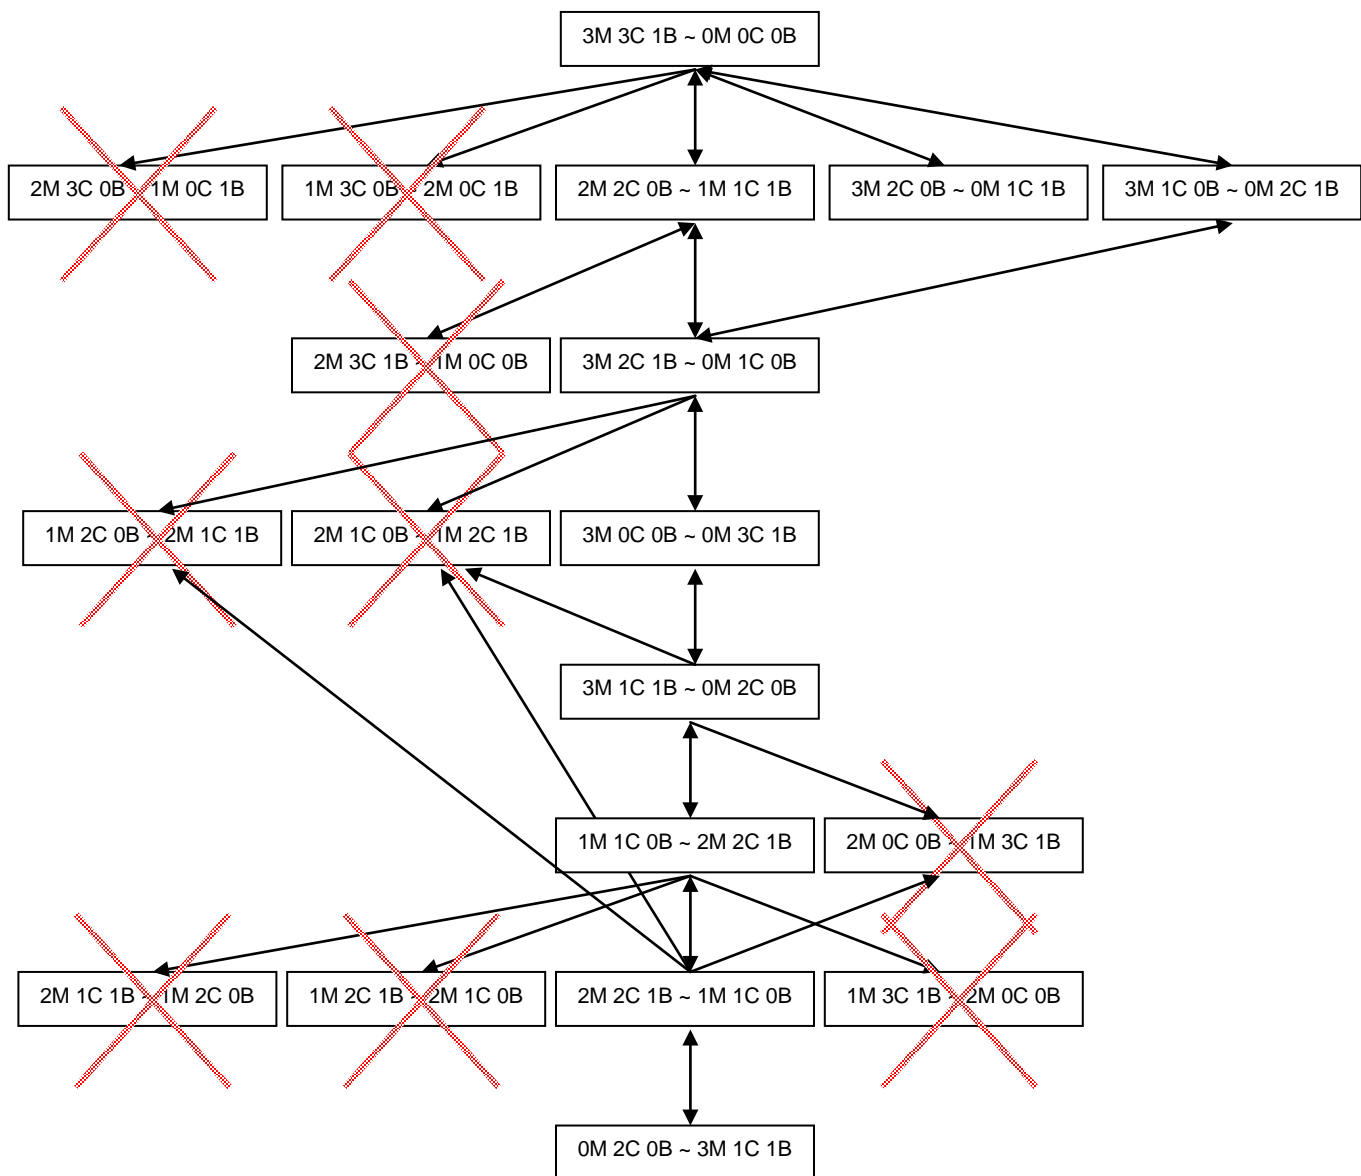 3M 3C 1B ~ 0M 0C 0B
2M 3C 0B ~ 1M 0C 1B
1M 3C 0B ~ 2M 0C 1B
2M 2C 0B ~ 1M 1C 1B
3M 2C 0B ~ 0M 1C 1B
3M 1C 0B ~ 0M 2C 1B
2M 3C 1B ~ 1M 0C 0B
3M 2C 1B ~ 0M 1C 0B
1M 2C 0B ~ 2M 1C 1B
2M 1C 0B ~ 1M 2C 1B
3M 0C 0B ~ 0M 3C 1B
3M 1C 1B ~ 0M 2C 0B
1M 1C 0B ~ 2M 2C 1B
2M 0C 0B ~ 1M 3C 1B
2M 1C 1B ~ 1M 2C 0B
1M 2C 1B ~ 2M 1C 0B
2M 2C 1B ~ 1M 1C 0B
1M 3C 1B ~ 2M 0C 0B
0M 2C 0B ~ 3M 1C 1B